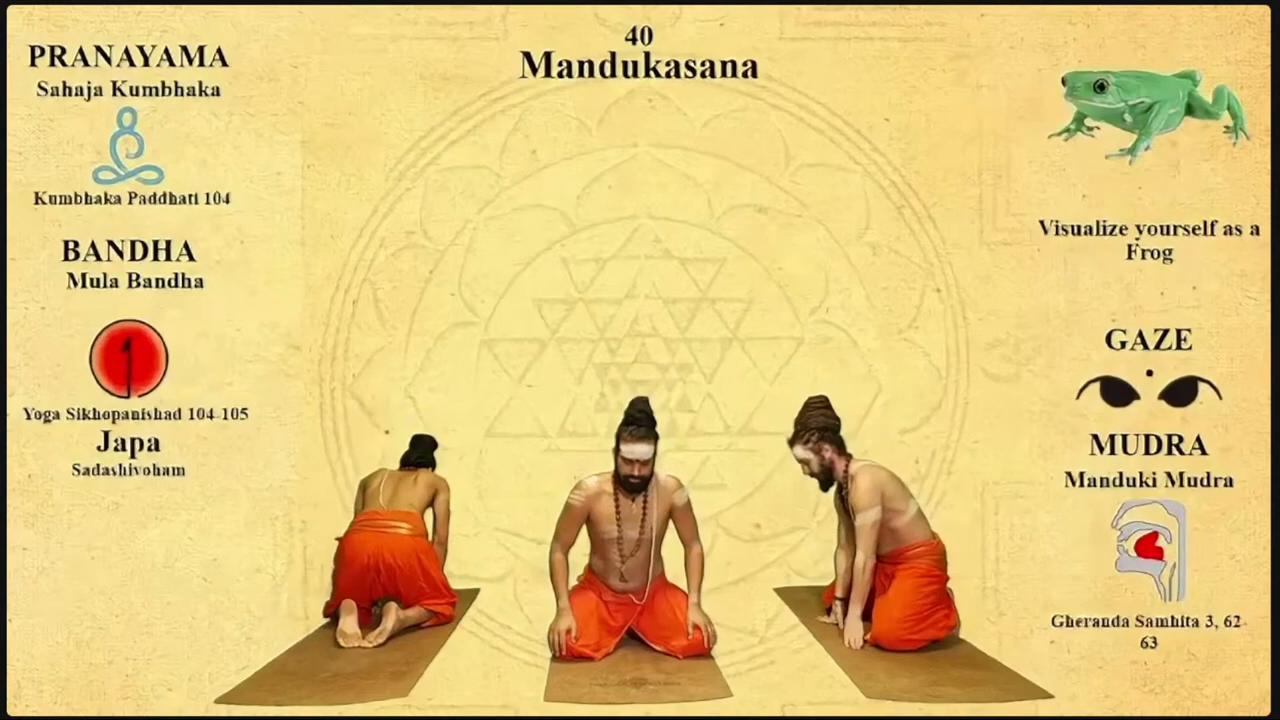 40
Mandukasana
PRANAYAMA
Sahaja Kumbhaka
Kumbhaka Paddhati 104
BANDHA
Mula Bandha
Yoga Sikhopanishad 104-105
Japa
Sadashivoham
Visualize yourself as a
Frog
GAZE
MUDRA
Manduki Mudra
Gheranda Samhita 3, 62-
63